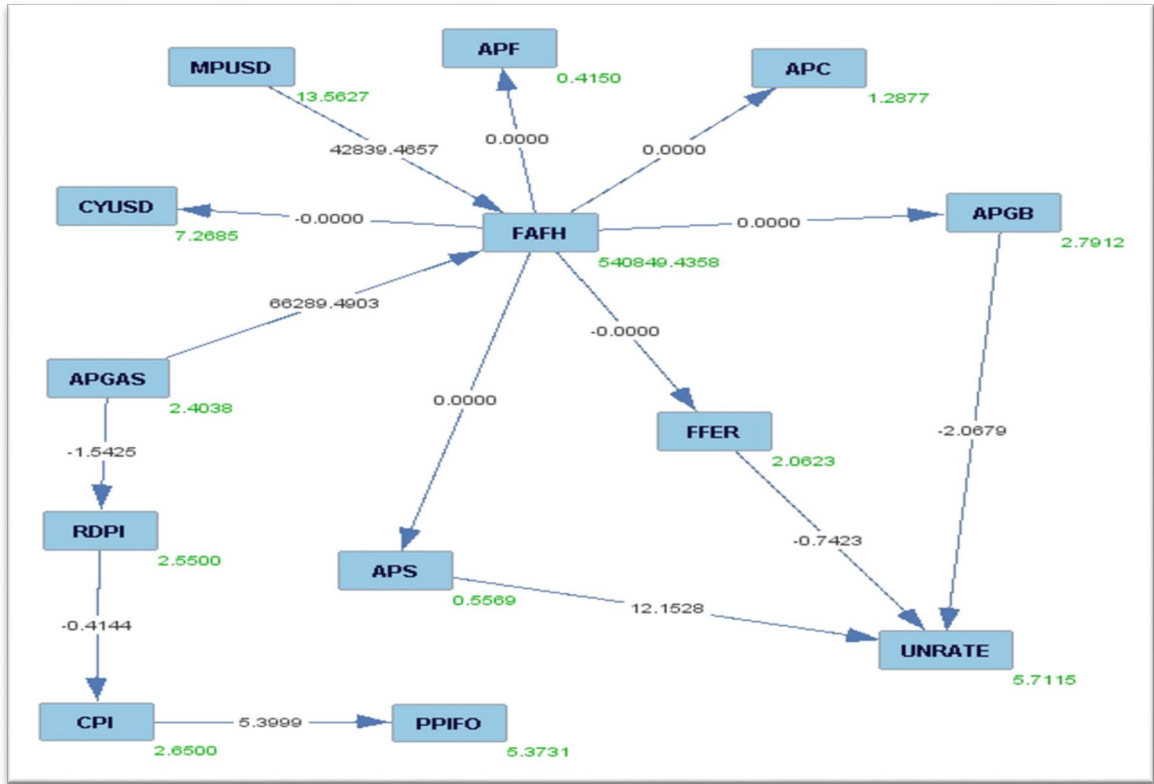 APF
0.4150
MPUSD
13.5627
APC
1.2877
0.0000
42839.4657
0.0000
CYUSD
7.2685
-0.0000
FAFH
540849.4358
0.0000
APGB
2.7912
66289.4903
-0.0000
APGAS
2.4038
0.0000
-1.5425
FFER
2.0623
-2.0679
RDPI
2.5500
-0.7423
APS
0.5569
12.1528
-0.4144
UNRATE
5.7115
CPI
2.6500
5.3999
PPIFO
5.3731